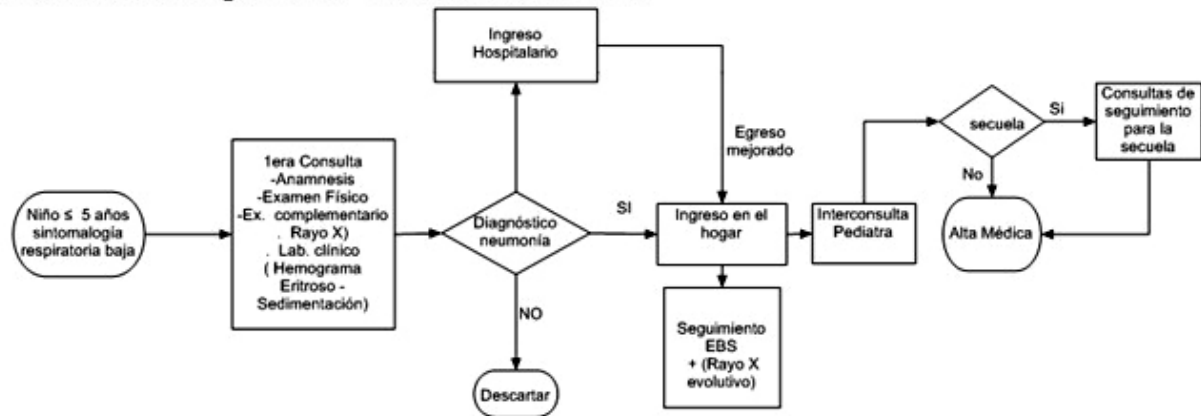 Niño ≤ 5 años
sintomalogía
respiratoria baja
1era Consulta
-Anamnesis
-Examen Físico
-Ex. complementario
. Rayo X)
. Lab. clínico
( Hemograma
Eritroso -
Sedimentación)
Ingreso
Hospitalario
Diagnóstico
neumonía
SI
NO
Descartar
Egreso
mejorado
Ingreso en el
hogar
Seguimiento
EBS
+ (Rayo X
evolutivo)
Interconsulta
Pediatra
secuela
Si
No
Consultas de
seguimiento
para la
secuela
Alta Médica